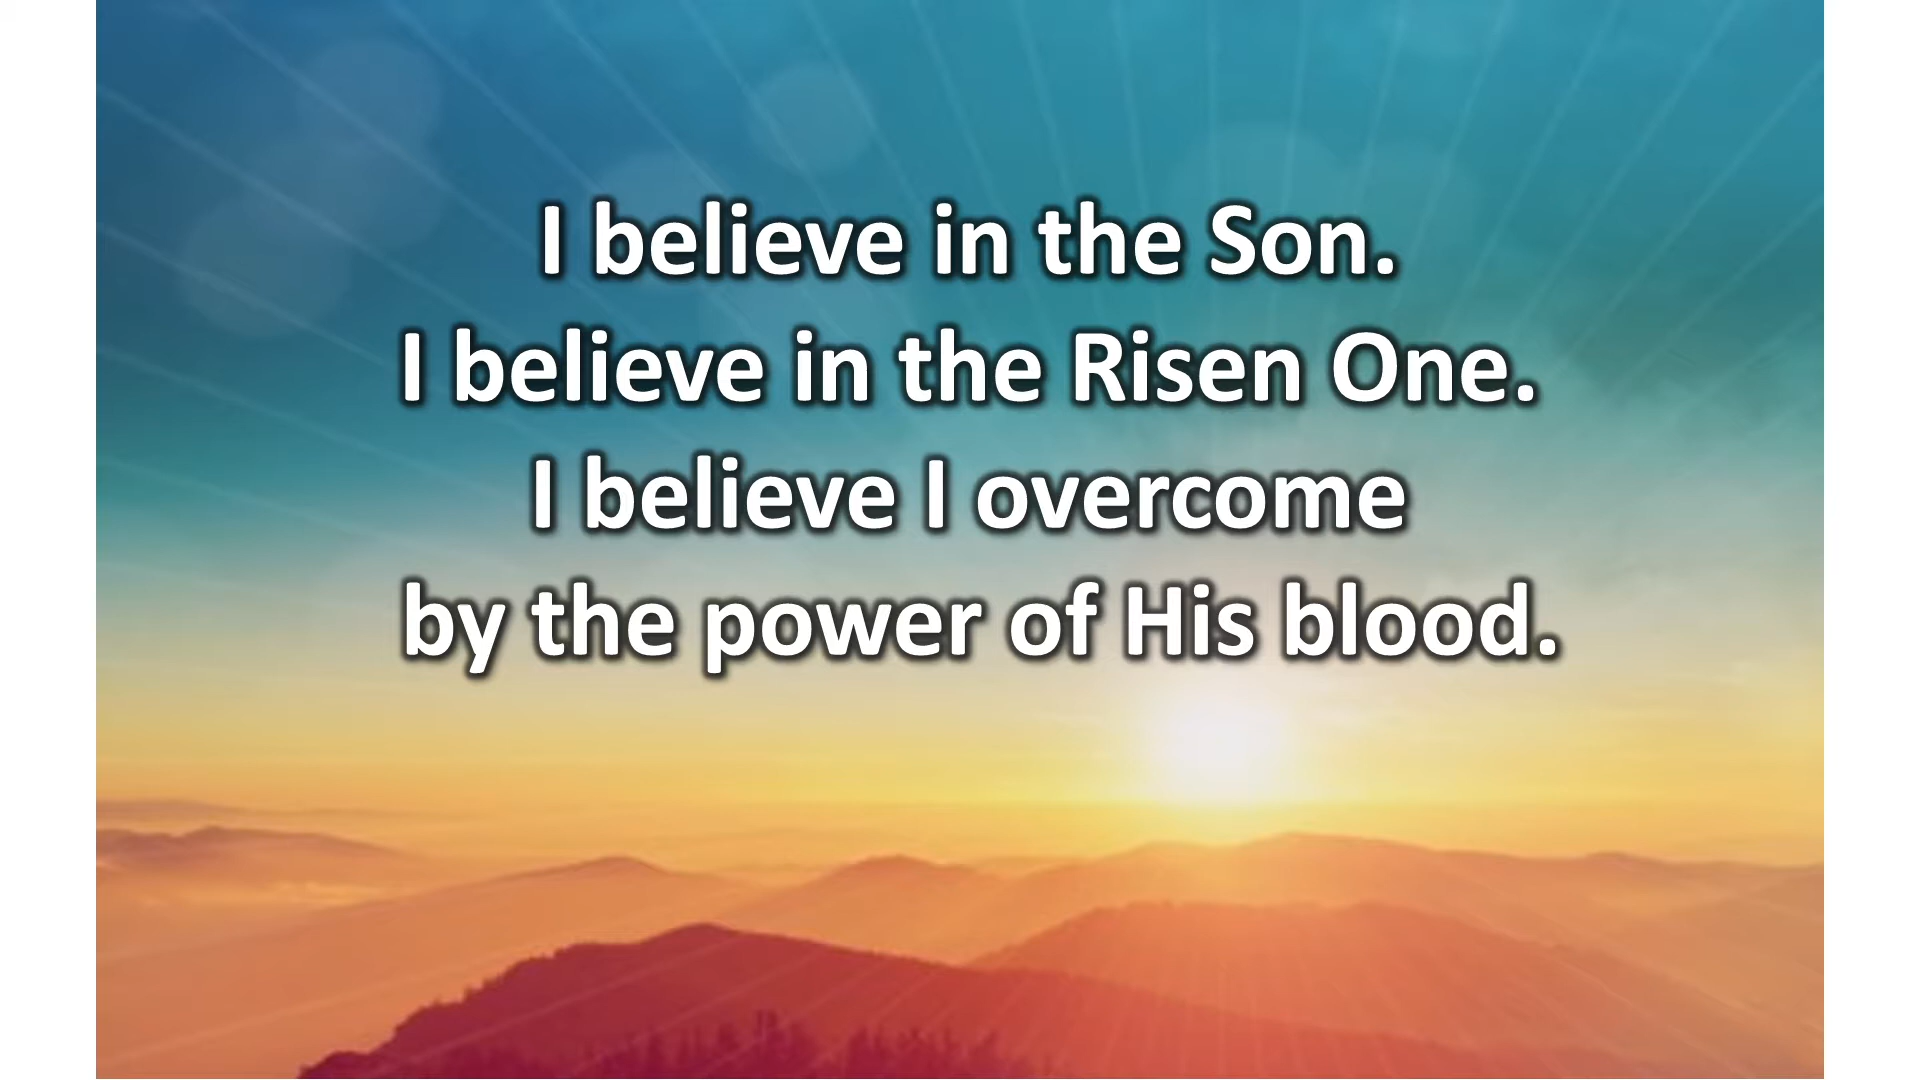 I believe in the Son.
I believe in the Risen One.
I believe I overcome
by the power of His blood.